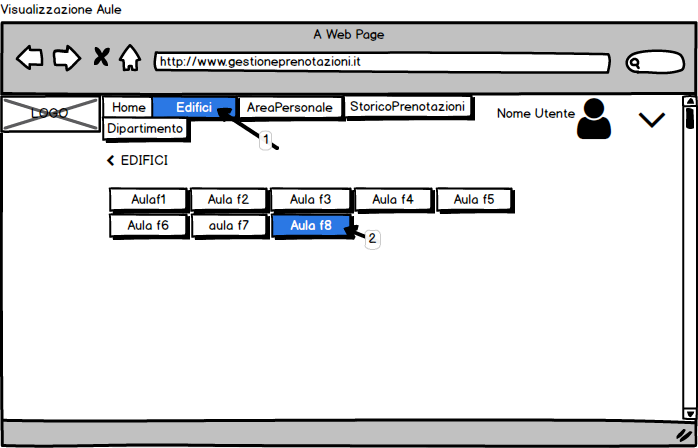 Visualizzazione Aule
A Web Page
http://www.gestioneprenotazioni.it
LOGO Home Edifici AreaPersonale StoricoPrenotazioni Nome Utente
Dipartimento 1
EDIFICI
Aulaf1 Aula f2 Aula f3 Aula f4 Aula f5
Aula f6 aula f7 Aula f8
2